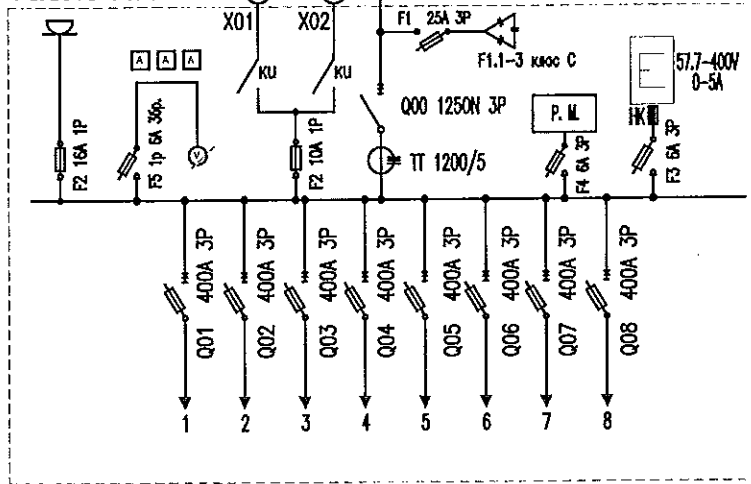 X01
X02
F1 25A 3P
F1.1-3 клас C
KU
KU
A A A
57.7-400V
0-5A
Q00 1250N 3P
P. M.
HK
F2 16A 1P
F5 1p 6A 3бр.
V
F2 10A 1P
TT 1200/5
F4 6A 3P
F3 6A 3P
Q01 400A 3P
Q02 400A 3P
Q03 400A 3P
Q04 400A 3P
Q05 400A 3P
Q06 400A 3P
Q07 400A 3P
Q08 400A 3P
1 2 3 4 5 6 7 8